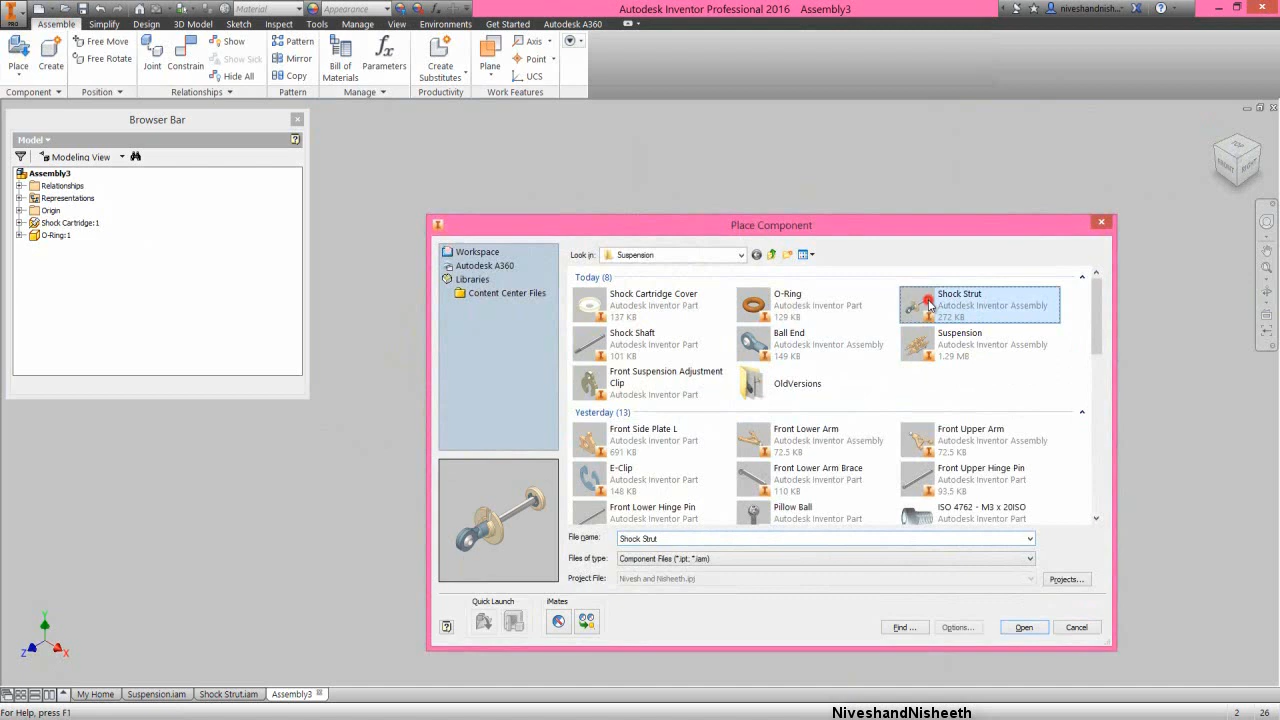 Material
Appearance
Autodesk Inventor Professional 2016 Assembly3
niveshandnish...
PRO
Assemble
Simplify
Design
3D Model
Sketch
Inspect
Tools
Manage
View
Environments
Get Started
Autodesk A360
Place
Create
Free Move
Free Rotate
Joint
Constrain
Show
Show Sick
Hide All
Pattern
Mirror
Copy
Bill of
Materials
Parameters
Create
Substitutes
Plane
Axis
Point
UCS
Component
Position
Relationships
Pattern
Manage
Productivity
Work Features
Browser Bar
Model
Modeling View
Assembly3
Relationships
Representations
Origin
Shock Cartridge:1
O-Ring:1
TOP
FRONT
RIGHT
Place Component
Workspace
Autodesk A360
Libraries
Content Center Files
Look in:
Suspension
Today (8)
Shock Cartridge Cover
Autodesk Inventor Part
137 KB
O-Ring
Autodesk Inventor Part
129 KB
Shock Strut
Autodesk Inventor Assembly
272 KB
Shock Shaft
Autodesk Inventor Part
101 KB
Ball End
Autodesk Inventor Assembly
149 KB
Suspension
Autodesk Inventor Assembly
1.29 MB
Front Suspension Adjustment
Clip
Autodesk Inventor Part
OldVersions
Yesterday (13)
Front Side Plate L
Autodesk Inventor Part
691 KB
Front Lower Arm
Autodesk Inventor Assembly
72.5 KB
Front Upper Arm
Autodesk Inventor Assembly
72.5 KB
E-Clip
Autodesk Inventor Part
148 KB
Front Lower Arm Brace
Autodesk Inventor Part
110 KB
Front Upper Hinge Pin
Autodesk Inventor Part
93.5 KB
Front Lower Hinge Pin
Autodesk Inventor Part
Pillow Ball
Autodesk Inventor Part
ISO 4762 - M3 x 20ISO
Autodesk Inventor Part
File name:
Shock Strut
Files of type:
Component Files (*.ipt; *.iam)
Project File:
Nivesh and Nisheeth.ipj
Projects...
Quick Launch
iMates
Find ...
Options...
Open
Cancel
Y
Z
X
My Home
Suspension.iam
Shock Strut.iam
Assembly3
For Help, press F1
NiveshandNisheeth
2
26